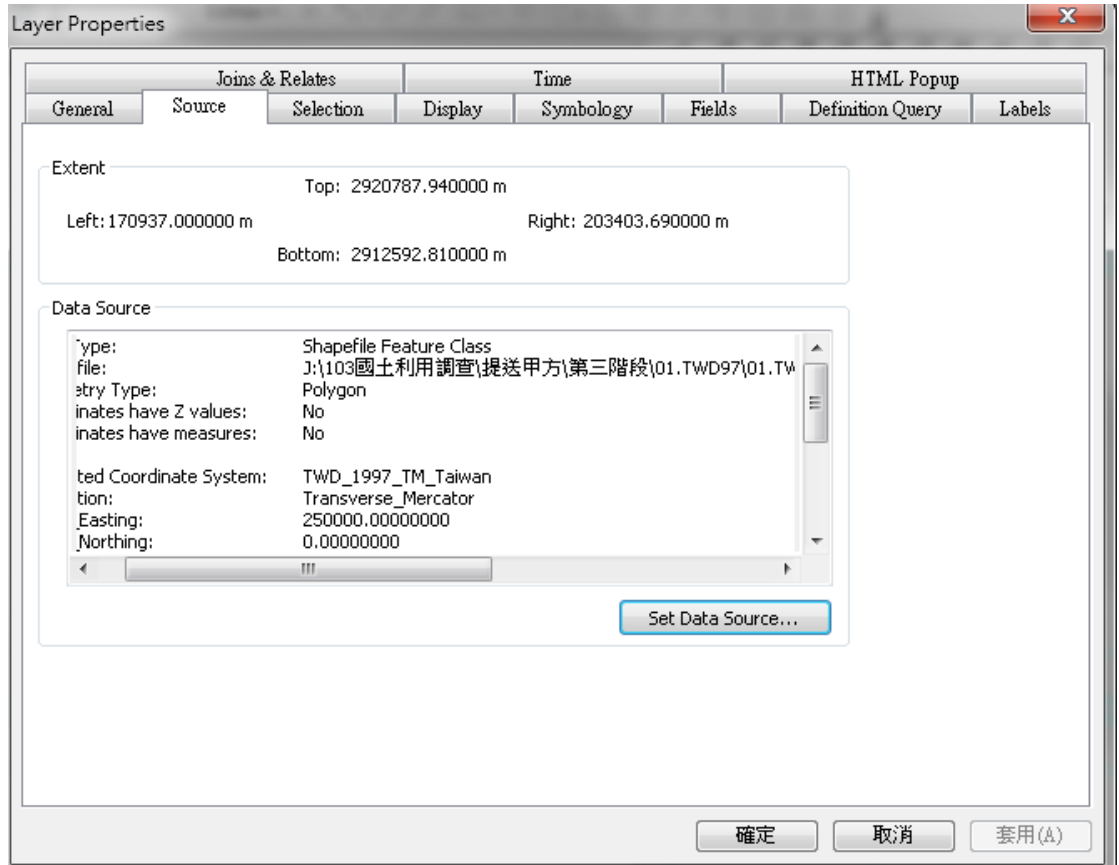 Layer Properties
Joins & Relates Time HTML Popup
General Source Selection Display Symbology Fields Definition Query Labels
Extent
Top: 2920787.940000 m
Left: 170937.000000 m Right: 203403.690000 m
Bottom: 2912592.810000 m
Data Source
ype: Shapefile Feature Class
file: J:\103國土利用調查\提送甲方\第三階段\01.TWD97\01.TW
etry Type: Polygon
inates have Z values: No
inates have measures: No
ted Coordinate System: TWD_1997_TM_Taiwan
tion: Transverse_Mercator
_Easting: 250000.00000000
_Northing: 0.00000000
Set Data Source...
確定 取消 套用(A)